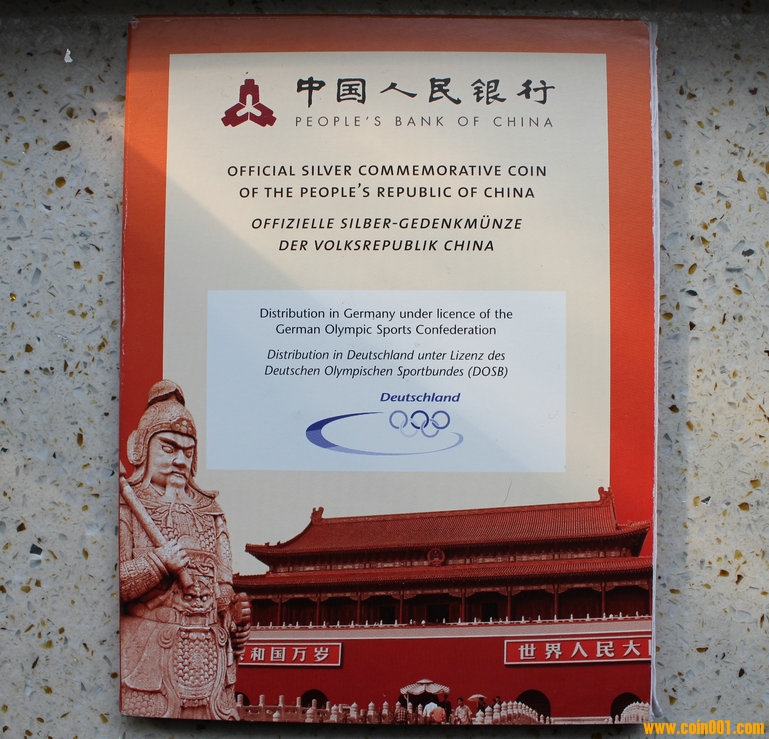 中国人民银行
PEOPLE'S BANK OF CHINA
OFFICIAL SILVER COMMEMORATIVE COIN
OF THE PEOPLE'S REPUBLIC OF CHINA
OFFIZIELLE SILBER-GEDENKMÜNZE
DER VOLKSREPUBLIK CHINA
Distribution in Germany under licence of the
German Olympic Sports Confederation
Distribution in Deutschland unter Lizenz des
Deutschen Olympischen Sportbundes (DOSB)
Deutschland
和国万岁
世界人民大
www.coin001.com